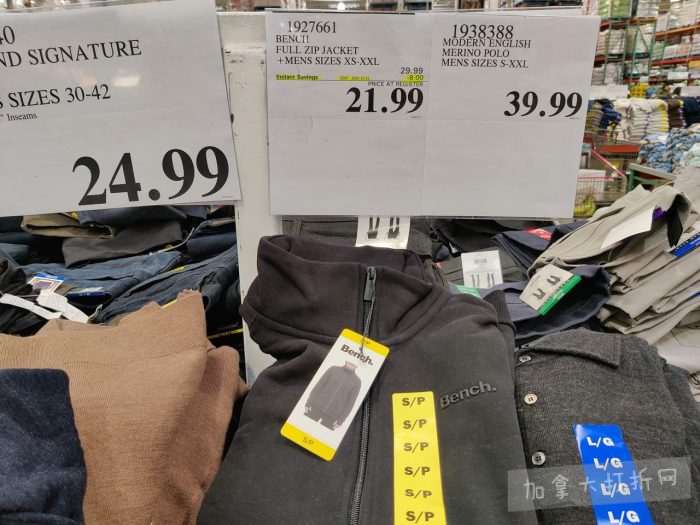 40
ND SIGNATURE
S SIZES 30-42
" Inseams
24.99
1927661
BENCH
FULL ZIP JACKET
+MENS SIZES XS-XXL
29.99
Instant Savings
-8.00
PRICE AT REGISTER
21.99
1938388
MODERN ENGLISH
MERINO POLO
MENS SIZES S-XXL
39.99
Bench.
S/P
Bench.
S/P
S/P
S/P
S/P
S/P
S/P
L/G
L/G
L/G
L/G
加拿大打折网